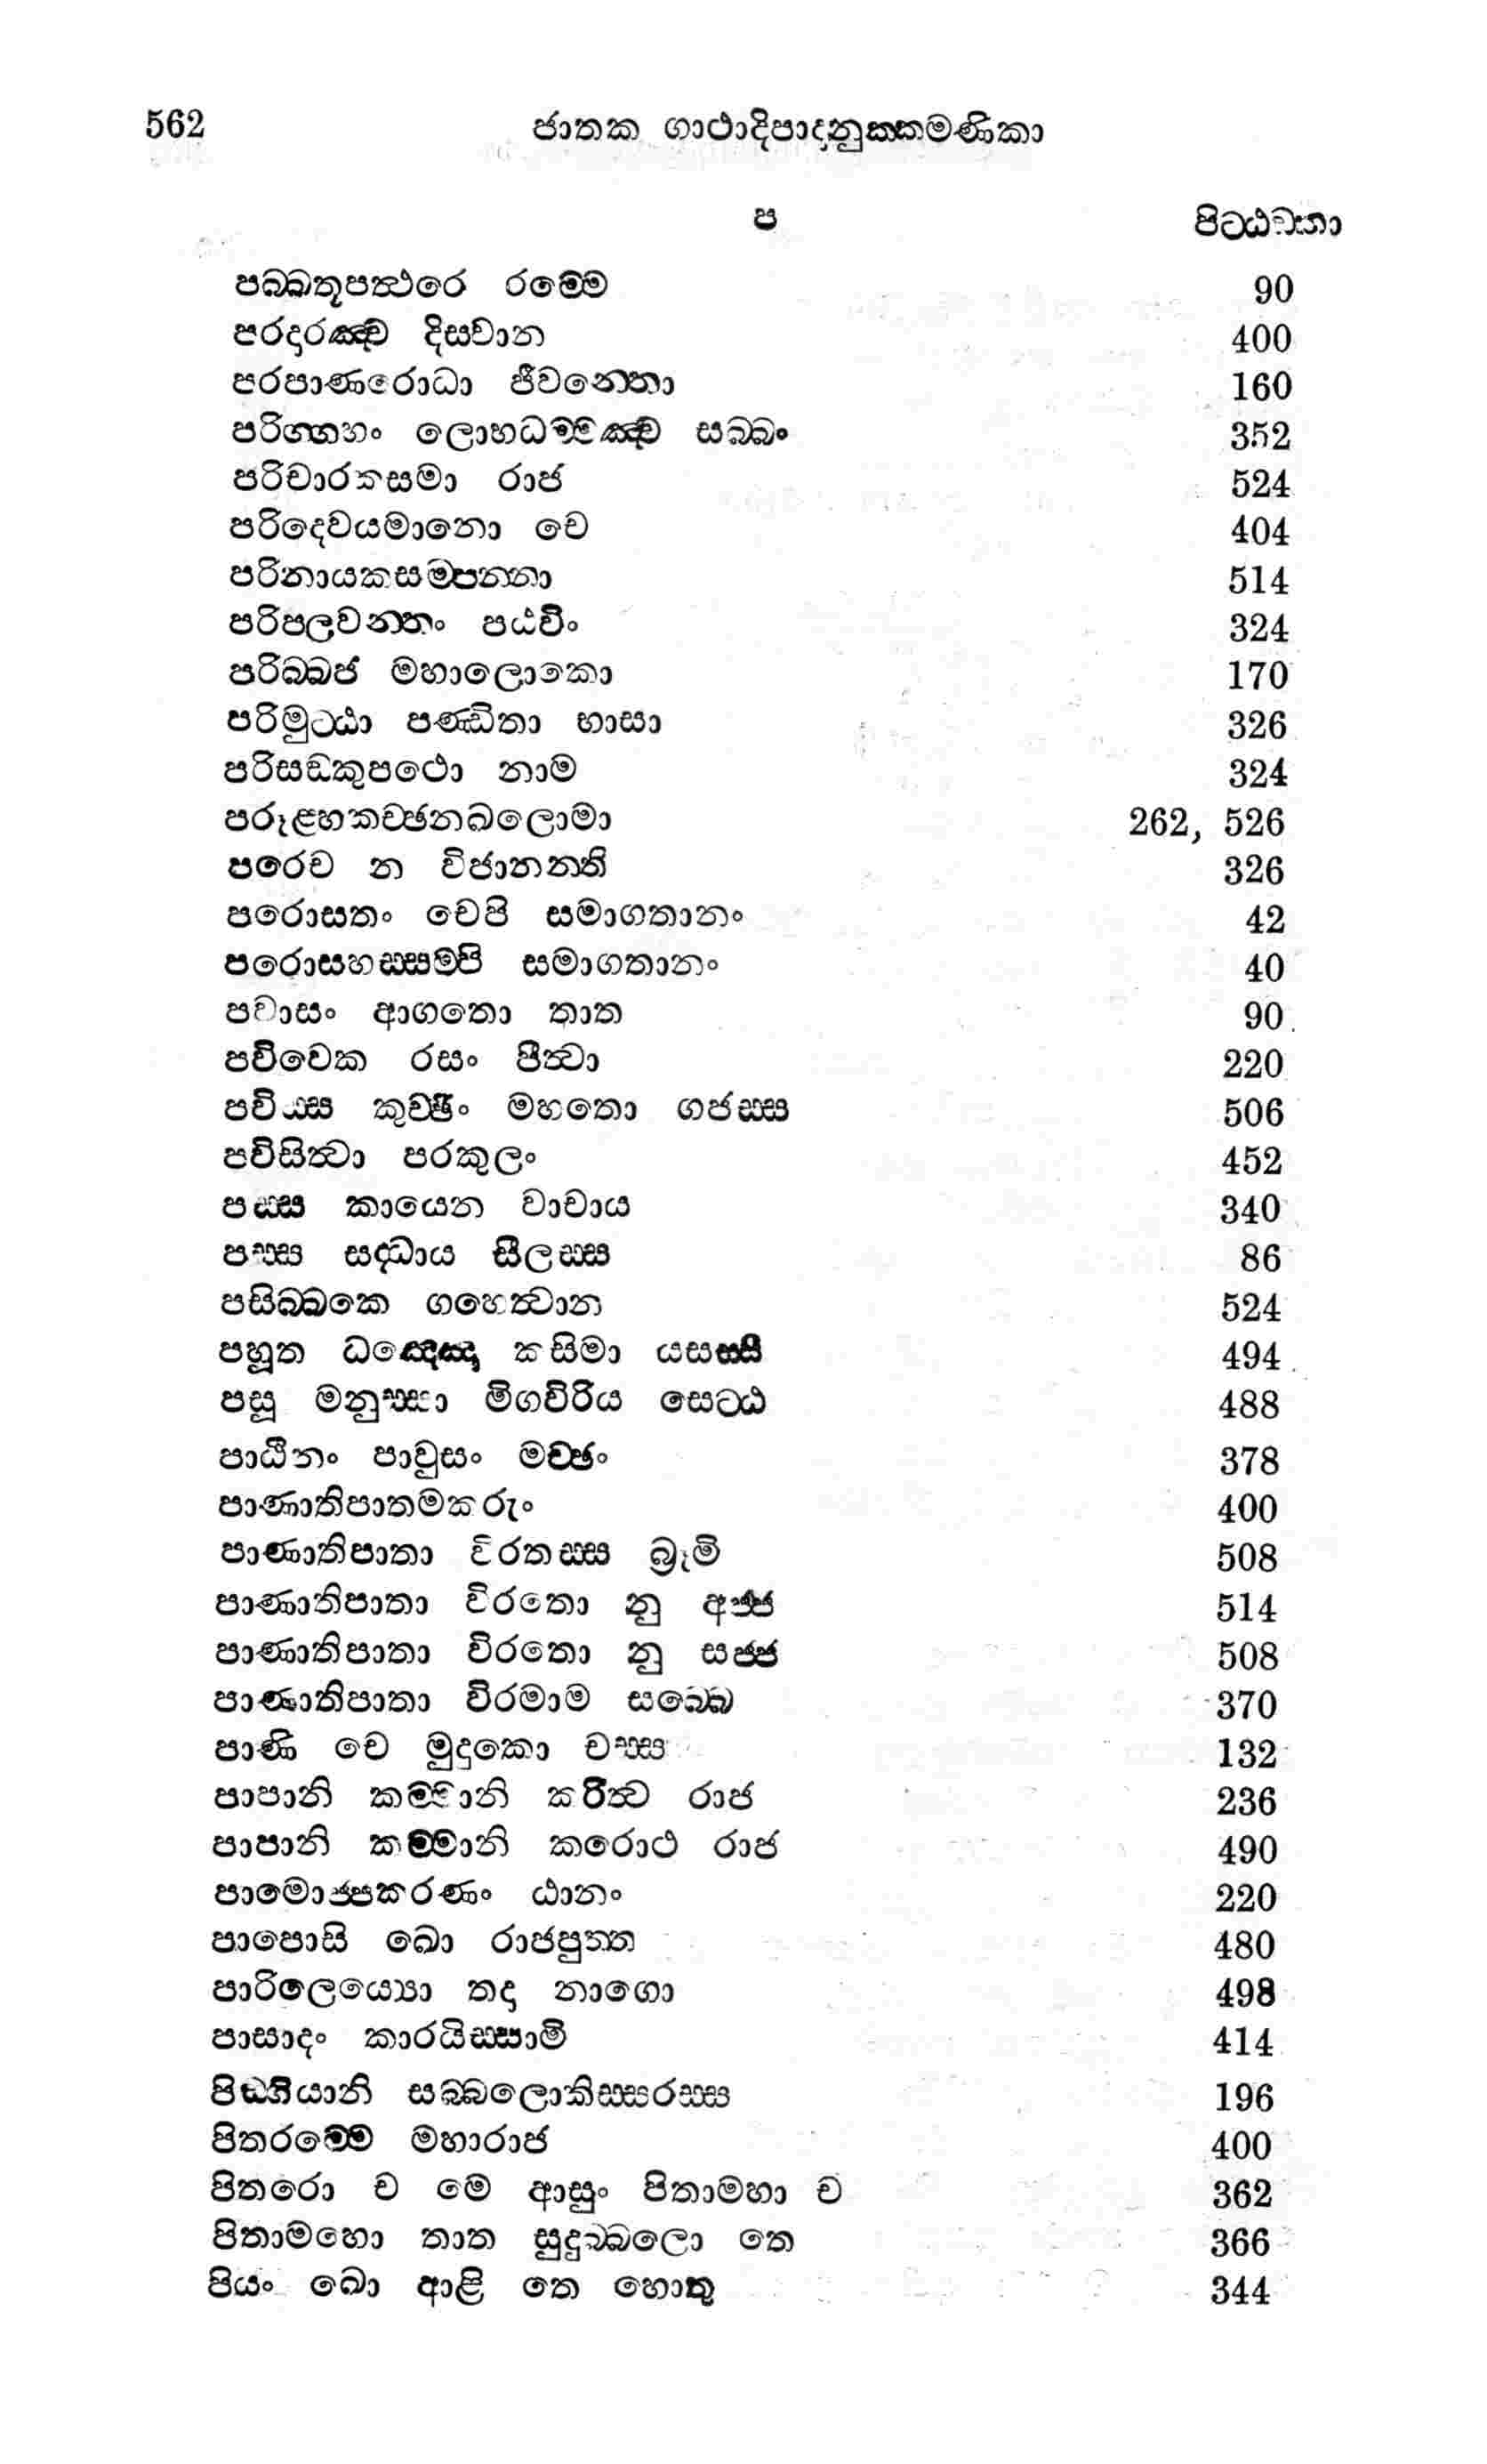 562 ජාතක ගාථාදිපාදානුක්කමණිකා
ප පිට්ඨඞ්කා
පබ්බතූපත්ථරෙ රම්මෙ 90
පරදාරඤ්ච දිස්වාන 400
පරපාණරොධා ජීවන්තො 160
පරිග්ගහං ලොභධම්මඤ්ච සබ්බං 352
පරිචාරකසමා රාජ 524
පරිදෙවයමානො චෙ 404
පරිනායකසම්පන්නා 514
පරිපලවන්තං පඨවිං 324
පරිබ්බජ මහාලොකො 170
පරිමුට්ඨා පණ්ඩිතා භාසා 326
පරිසඞ්කුපථො නාම 324
පරූළ්හකච්ඡනඛලොමා 262, 526
පරෙච න විජානන්ති 326
පරොසතං චෙපි සමාගතානං 42
පරොසහස්සම්පි සමාගතානං 40
පවාසං ආගතො තාත 90
පවිවෙක රසං පීත්වා 220
පවිස්ස කුච්ඡිං මහතො ගජස්ස 506
පවිසිත්වා පරකුලං 452
පස්ස කායෙන වාචාය 340
පස්ස සද්ධාය සීලස්ස 86
පසිබ්බකෙ ගහෙත්වාන 524
පහූත ධඤ්ඤෙ කසිමා යසස්සී 494
පසූ මනුස්සා මිගවිරිය සෙට්ඨ 488
පාඨීනං පාවුසං මච්ඡං 378
පාණාතිපාතමකරුං 400
පාණාතිපාතා විරතස්ස බ්‍රූමි 508
පාණාතිපාතා විරතො නු අජ්ජ 514
පාණාතිපාතා විරතො නු සජ්ජ 508
පාණාතිපාතා විරමාම සබ්බෙ 370
පාණි චෙ මුදුකො චස්ස 132
පාපානි කම්මානි කරිත්ව රාජ 236
පාපානි කම්මානි කරොථ රාජ 490
පාමොජ්ජකරණං ඨානං 220
පාපොසි ඛො රාජපුත්ත 480
පාරිලෙය්‍යො තදා නාගො 498
පාසාදං කාරයිස්සාමි 414
පිඞ්ගියානි සබ්බලොකිස්සරස්ස 196
පිතරම්මෙ මහාරාජ 400
පිතරො ච මෙ ආසුං පිතාමහා ච 362
පිතාමහො තාත සුදුබ්බලො තෙ 366
පියං ඛො ආළි තෙ හොතු 344